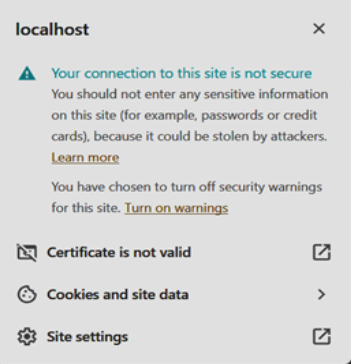 localhost
Your connection to this site is not secure
You should not enter any sensitive information
on this site (for example, passwords or credit
cards), because it could be stolen by attackers.
Learn more
You have chosen to turn off security warnings
for this site. Turn on warnings
Certificate is not valid
Cookies and site data
Site settings